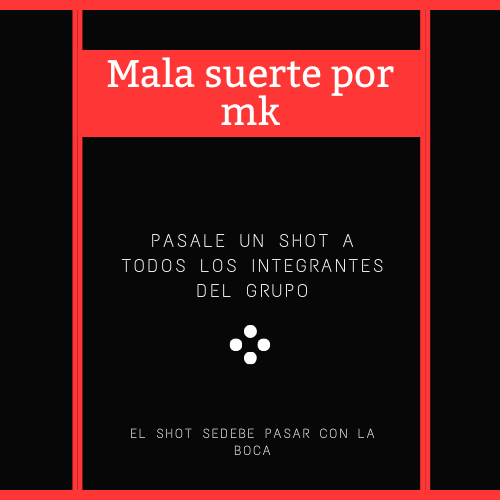 Mala suerte por
mk
PASALE UN SHOT A
TODOS LOS INTEGRANTES
DEL GRUPO
EL SHOT SEDEBE PASAR CON LA
BOCA